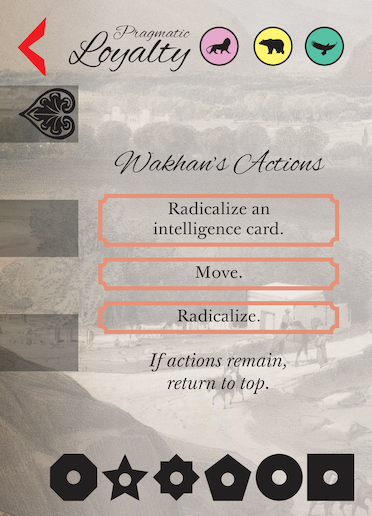 Pragmatic
Loyalty
Wakhan's Actions
Radicalize an
intelligence card.
Move.
Radicalize.
If actions remain,
return to top.